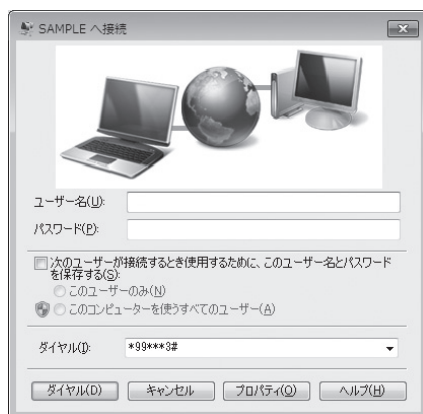 SAMPLE へ接続
ユーザー名(U):
パスワード(P):
次のユーザーが接続するとき使用するために、このユーザー名とパスワード
を保存する(S):
このユーザーのみ(N)
このコンピューターを使うすべてのユーザー(A)
ダイヤル(I): *99***3#
ダイヤル(D) キャンセル プロパティ(O) ヘルプ(H)